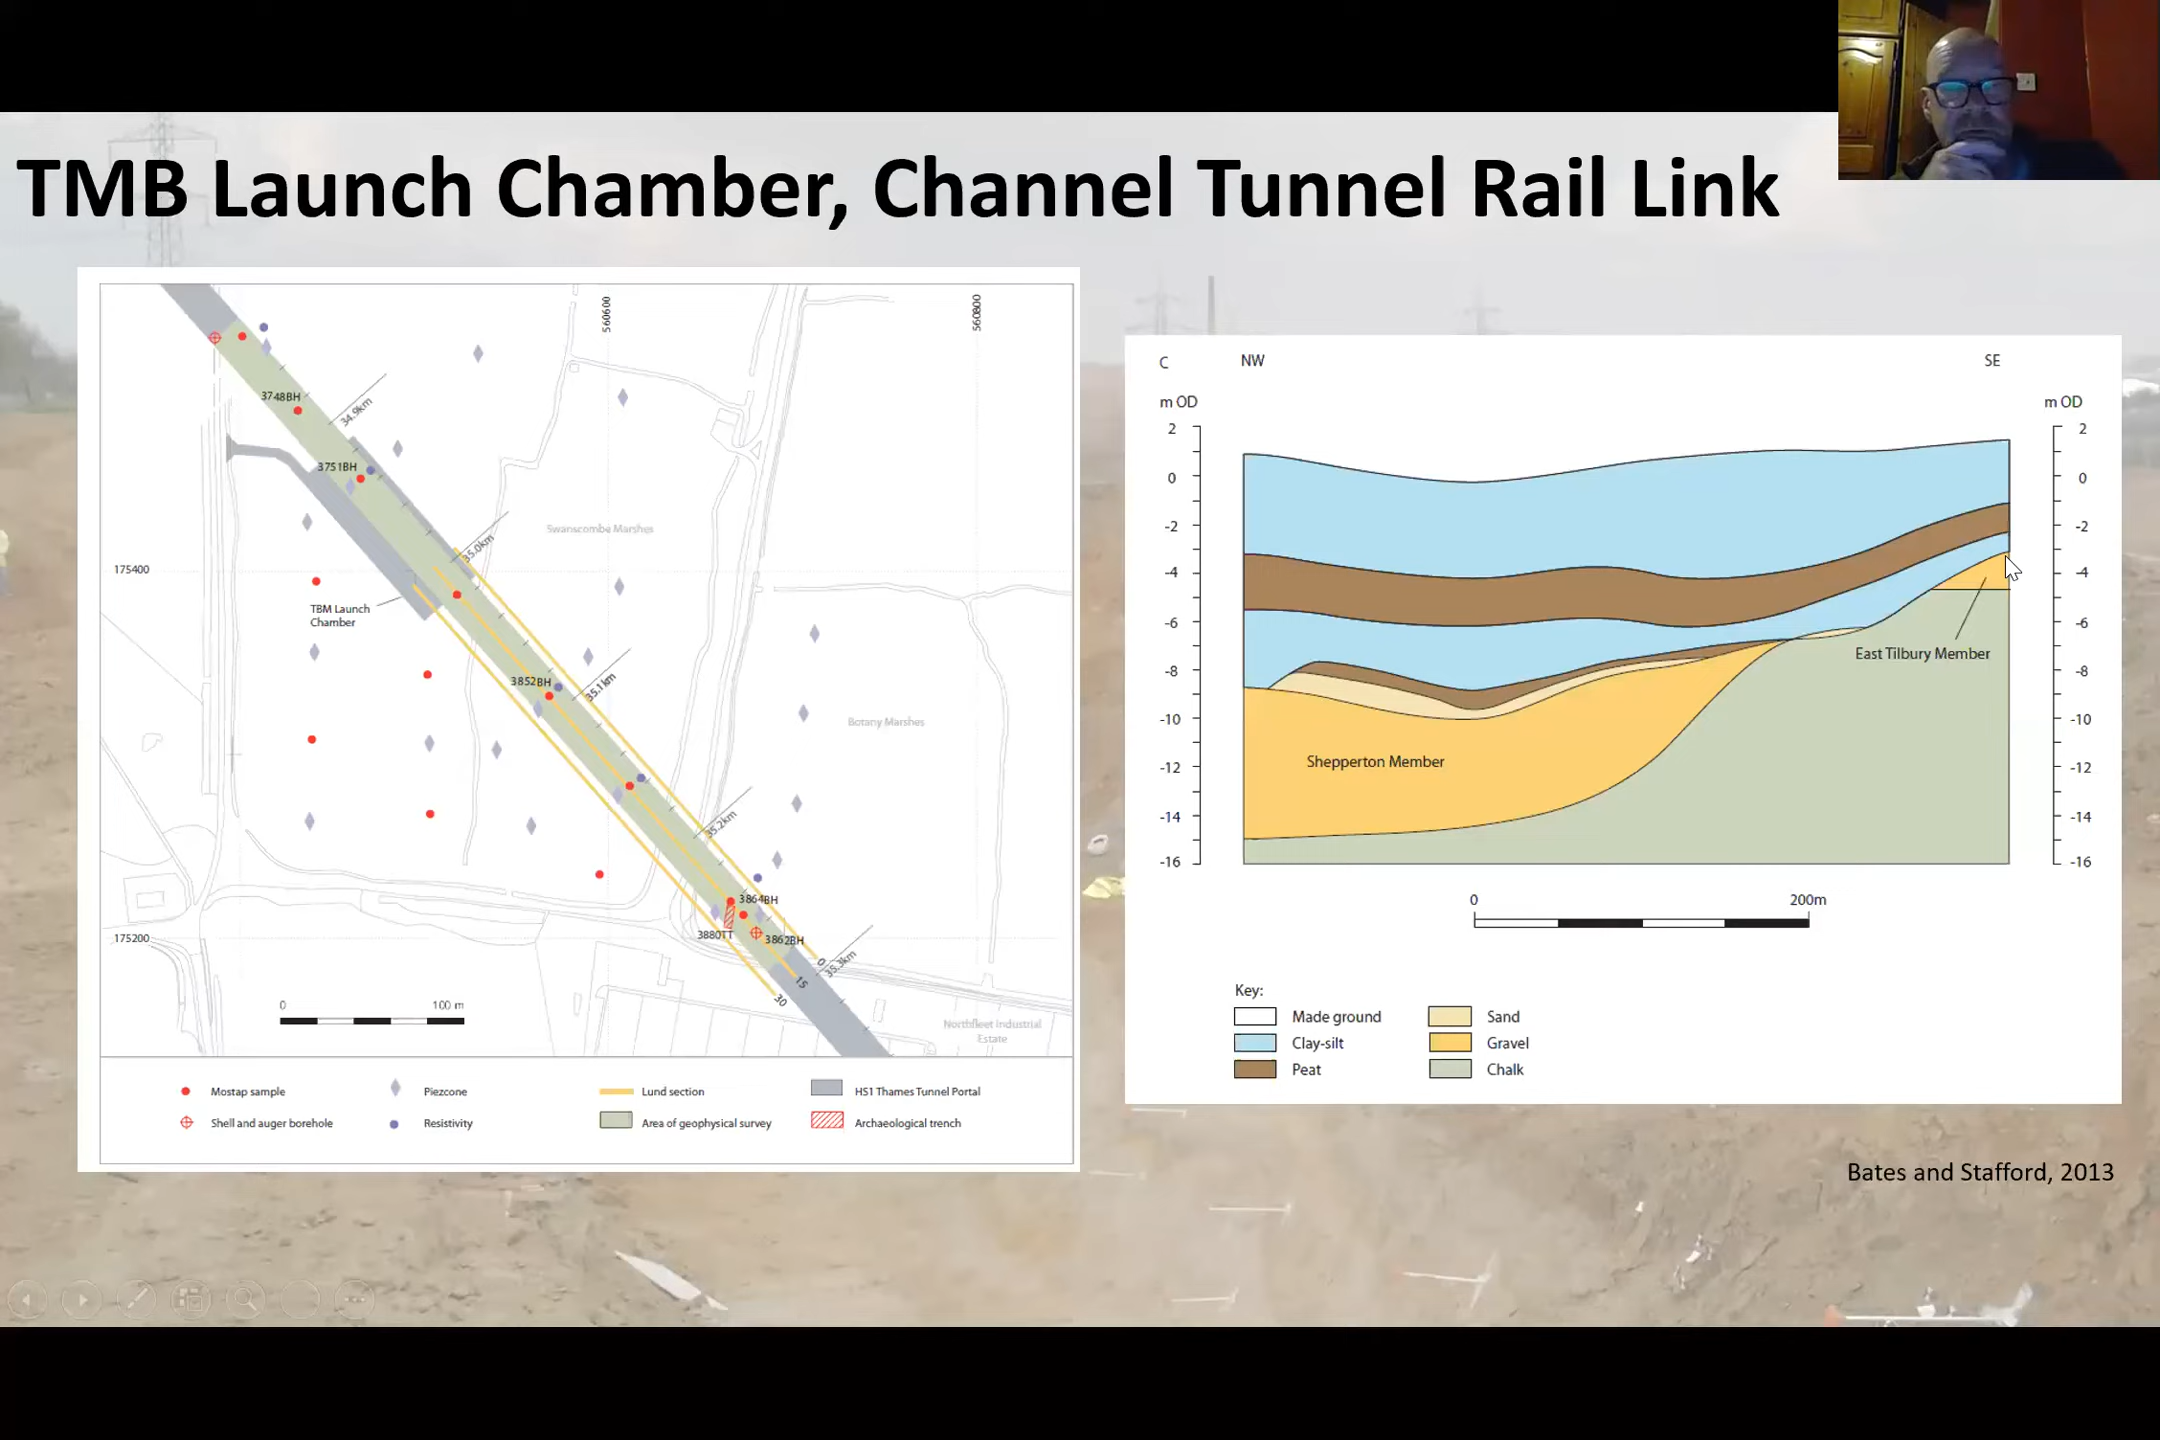 TMB Launch Chamber, Channel Tunnel Rail Link
560600
560800
3748BH
34.9km
3751BH
35.0km
Swanscombe Marshes
175400
TBM Launch
Chamber
3852BH
35.1km
Botany Marshes
35.2km
3864BH
3880TT
3862BH
175200
0
15
30
35.3km
0 100 m
Northfleet Industrial
Estate
Mostap sample
Piezcone
Lund section
HS1 Thames Tunnel Portal
Shell and auger borehole
Resistivity
Area of geophysical survey
Archaeological trench
C NW SE
m OD m OD
2 2
0 0
-2 -2
-4 -4
-6 -6
East Tilbury Member
-8 -8
-10 -10
Shepperton Member
-12 -12
-14 -14
-16 -16
0 200m
Key:
Made ground Sand
Clay-silt Gravel
Peat Chalk
Bates and Stafford, 2013